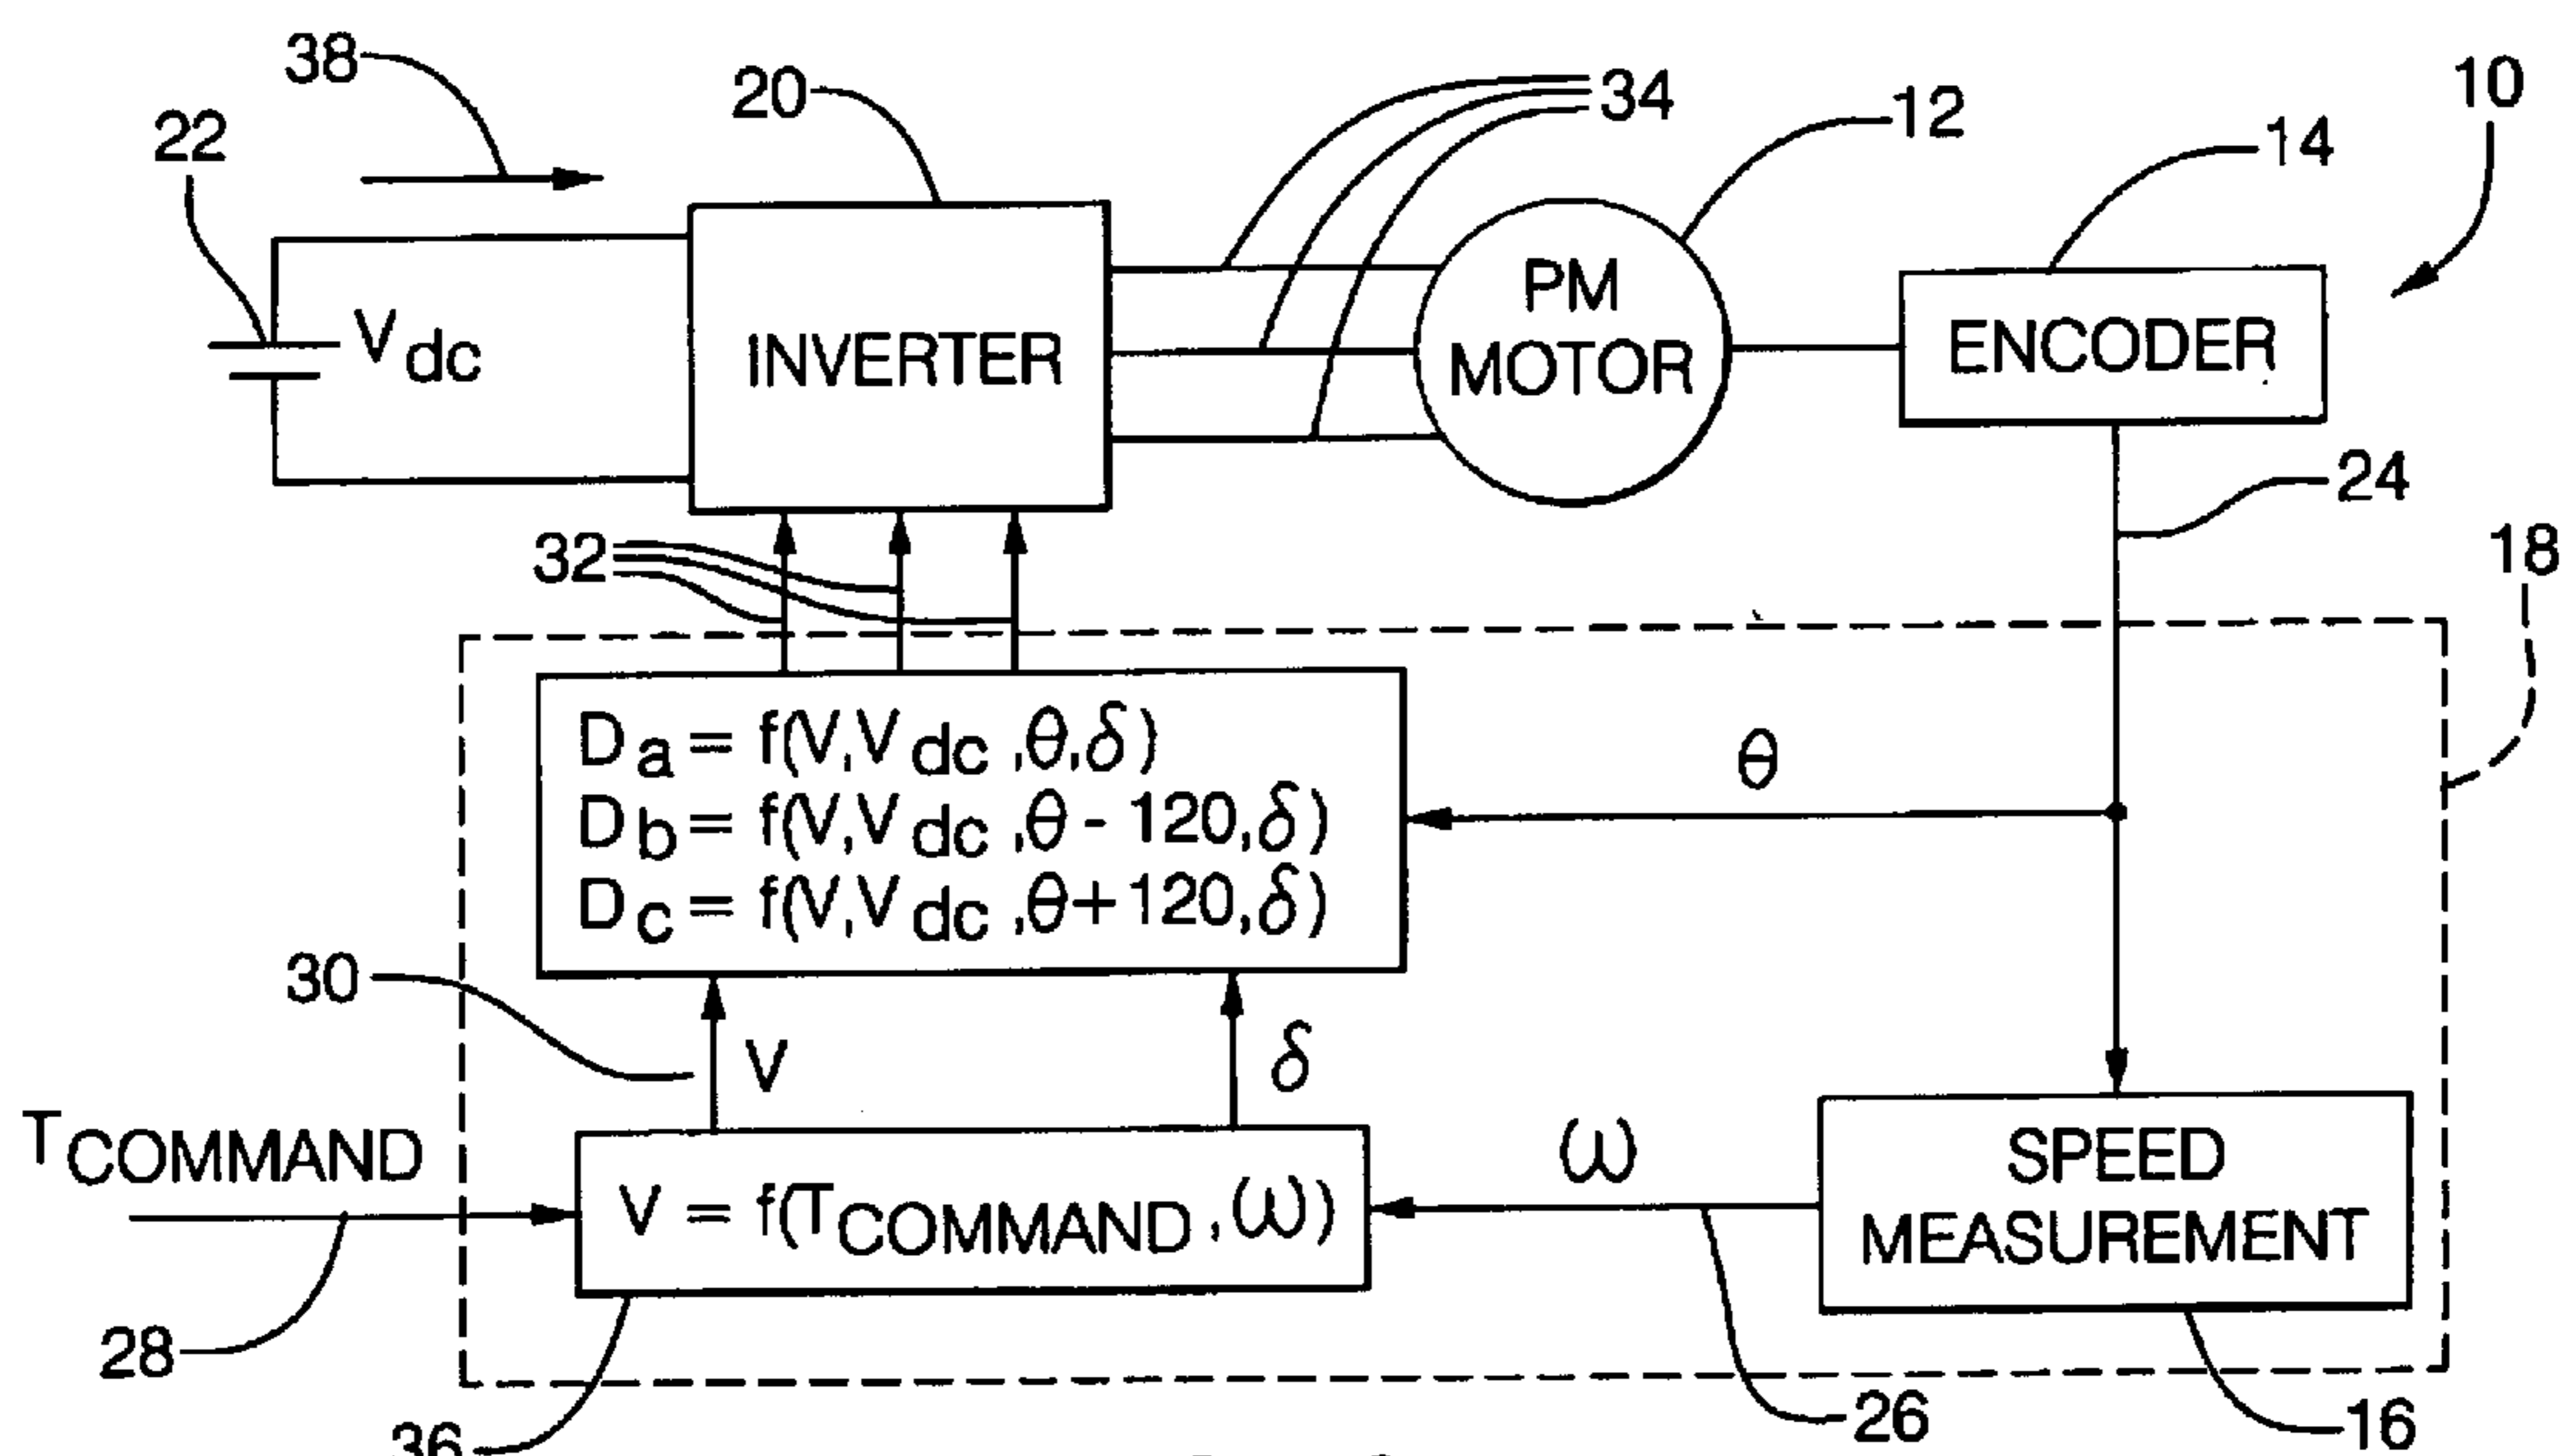 38
20
34
12
10
14
22
Vdc
INVERTER
PM
MOTOR
ENCODER
24
32
18
Da = f(V,Vdc ,θ,δ)
Db = f(V,Vdc ,θ - 120,δ)
Dc = f(V,Vdc ,θ+120,δ)
θ
30
V
δ
TCOMMAND
V = f(TCOMMAND ,(ω))
ω
SPEED
MEASUREMENT
28
36
26
16